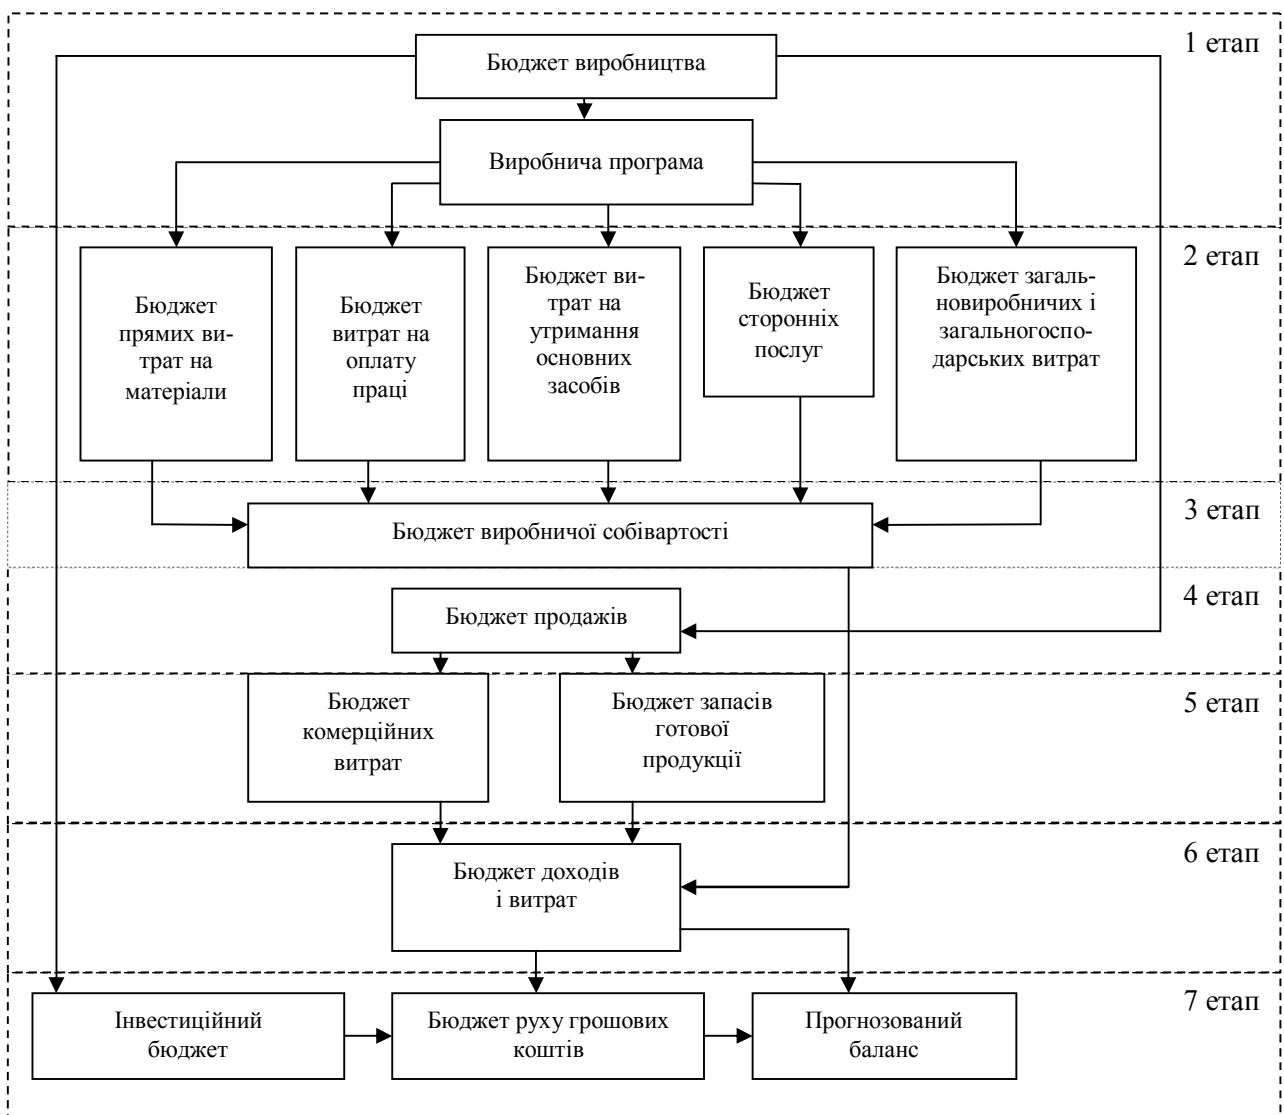 1 етап
Бюджет виробництва
Виробнича програма
2 етап
Бюджет
прямих ви-
трат на
матеріали
Бюджет
витрат на
оплату
праці
Бюджет ви-
трат на
утримання
основних
засобів
Бюджет
сторонніх
послуг
Бюджет загаль-
новиробничих і
загальногоспо-
дарських витрат
3 етап
Бюджет виробничої собівартості
4 етап
Бюджет продажів
5 етап
Бюджет
комерційних
витрат
Бюджет запасів
готової
продукції
6 етап
Бюджет доходів
і витрат
7 етап
Інвестиційний
бюджет
Бюджет руху грошових
коштів
Прогнозований
баланс